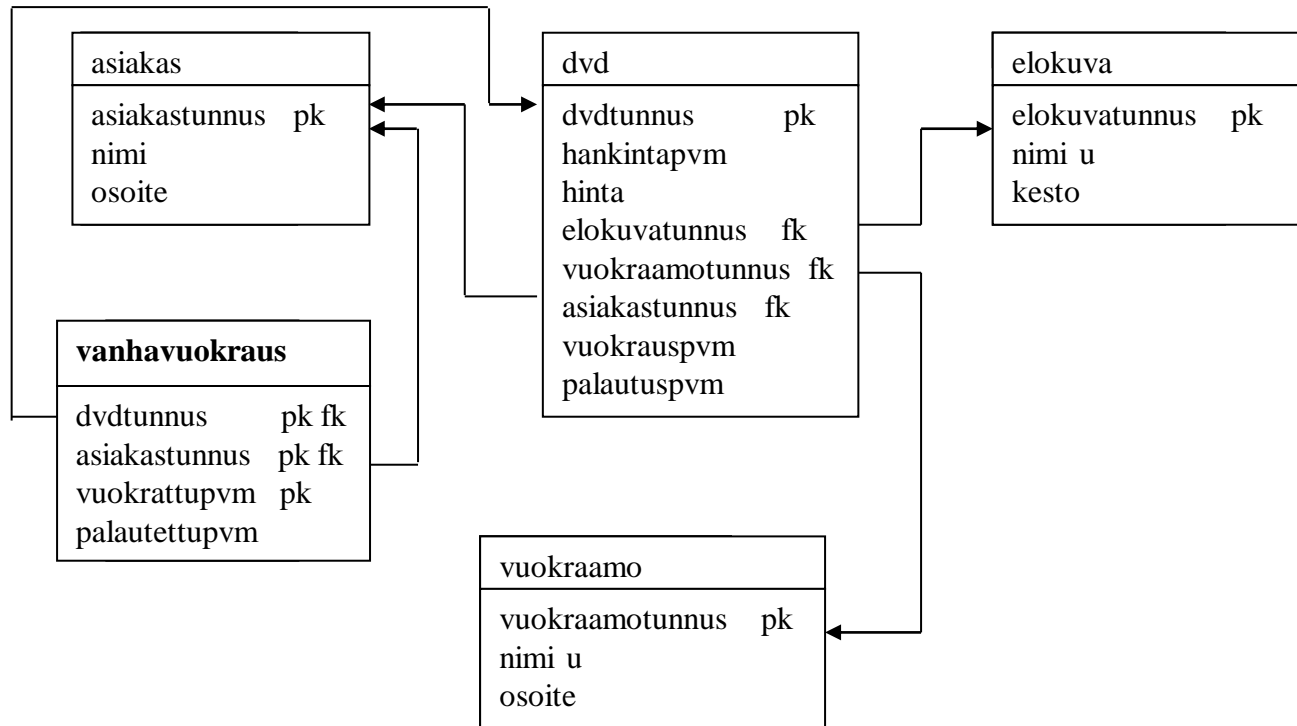 asiakas
asiakastunnus pk
nimi
osoite
dvd
dvdtunnus pk
hankintapvm
hinta
elokuvatunnus fk
vuokraamotunnus fk
asiakastunnus fk
vuokrauspvm
palautuspvm
elokuva
elokuvatunnus pk
nimi u
kesto
vanhavuokraus
dvdtunnus pk fk
asiakastunnus pk fk
vuokrattupvm pk
palautettupvm
vuokraamo
vuokraamotunnus pk
nimi u
osoite